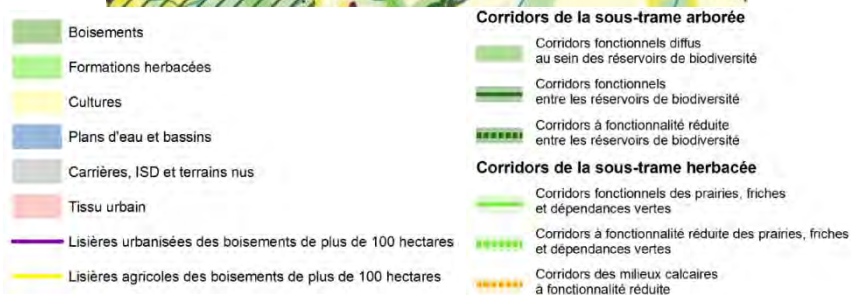 Boisements
Formations herbacées
Cultures
Plans d'eau et bassins
Carrières, ISD et terrains nus
Tissu urbain
Lisières urbanisées des boisements de plus de 100 hectares
Lisières agricoles des boisements de plus de 100 hectares
Corridors de la sous-trame arborée
Corridors fonctionnels diffus
au sein des réservoirs de biodiversité
Corridors fonctionnels
entre les réservoirs de biodiversité
Corridors à fonctionnalité réduite
entre les réservoirs de biodiversité
Corridors de la sous-trame herbacée
Corridors fonctionnels des prairies, friches
et dépendances vertes
Corridors à fonctionnalité réduite des prairies, friches
et dépendances vertes
Corridors des milieux calcaires
à fonctionnalité réduite